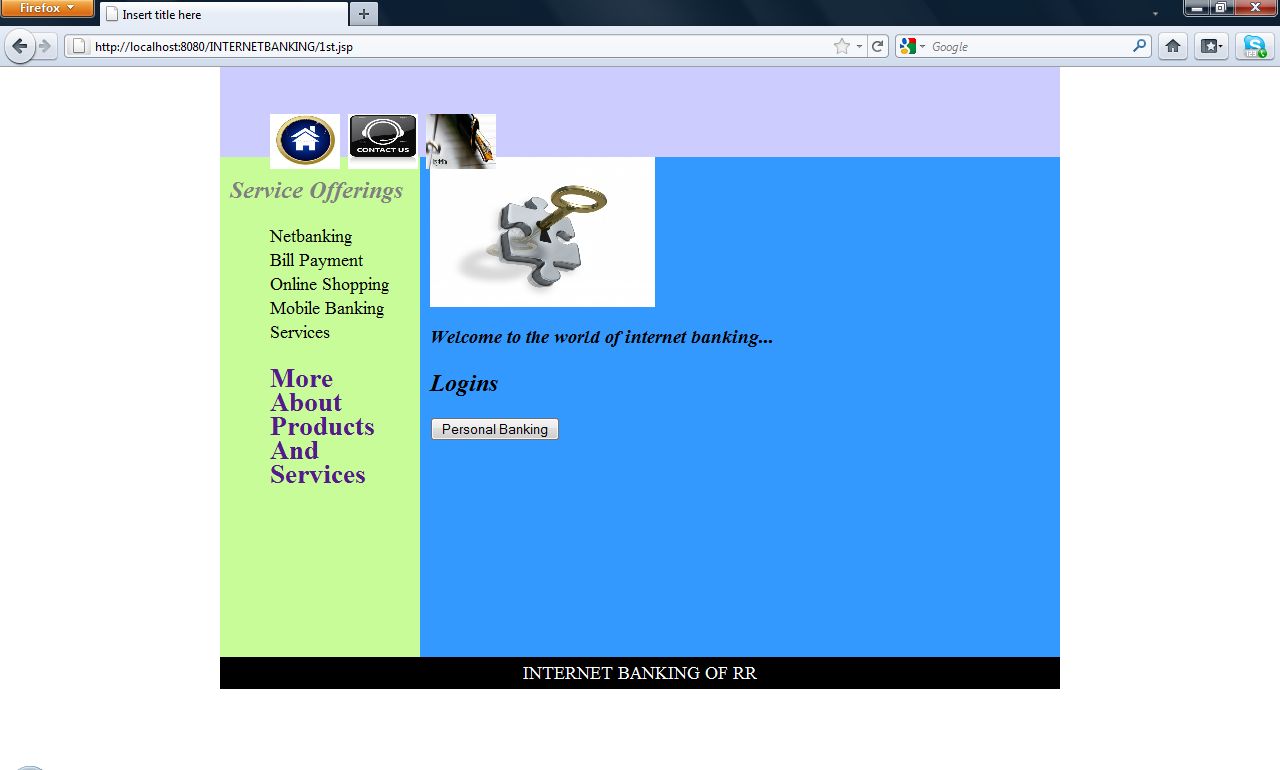 Firefox
Insert title here
http://localhost:8080/INTERNETBANKING/1st.jsp
Google
CONTACT US
Service Offerings
Netbanking
Bill Payment
Online Shopping
Mobile Banking
Services
More
About
Products
And
Services
Welcome to the world of internet banking...
Logins
Personal Banking
INTERNET BANKING OF RR